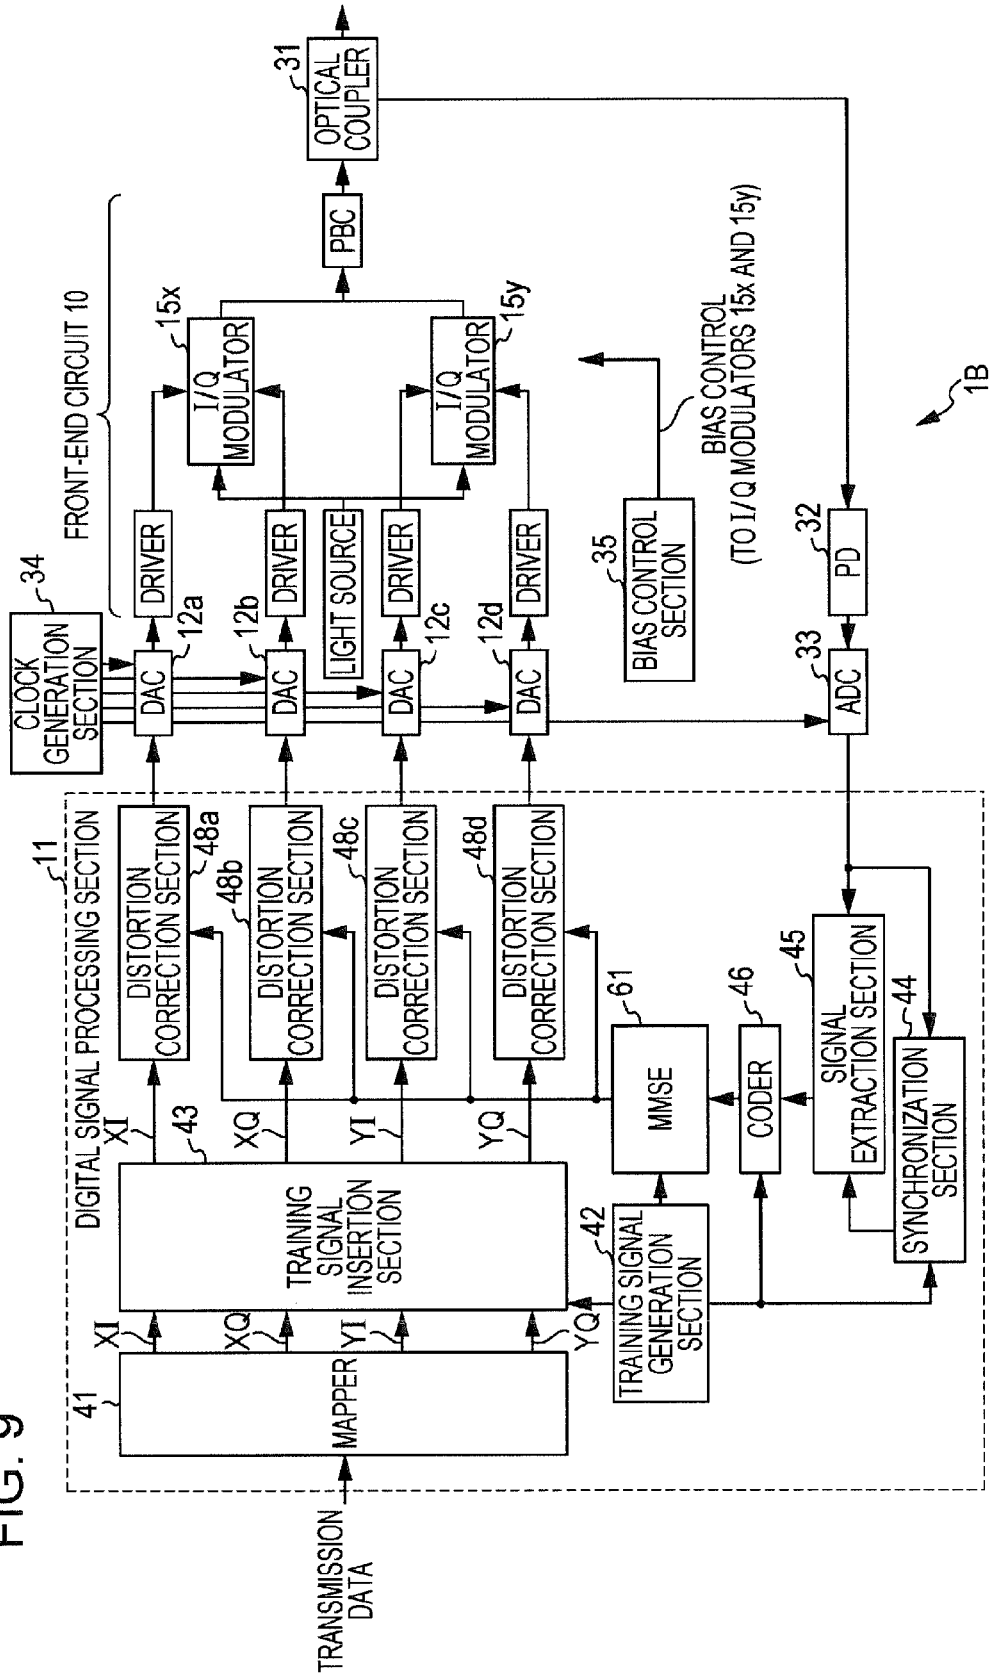 FIG. 9
11
DIGITAL SIGNAL PROCESSING SECTION
TRANSMISSION
DATA
41
MAPPER
XI
XQ
YI
YQ
43
TRAINING
SIGNAL
INSERTION
SECTION
XI
XQ
YI
YQ
DISTORTION
CORRECTION SECTION
48a
DISTORTION
CORRECTION SECTION
48b
DISTORTION
CORRECTION SECTION
48c
DISTORTION
CORRECTION SECTION
48d
42
TRAINING SIGNAL
GENERATION
SECTION
61
MMSE
46
CODER
45
SIGNAL
EXTRACTION SECTION
44
SYNCHRONIZATION
SECTION
34
CLOCK
GENERATION
SECTION
DAC
12a
DAC
12b
DAC
12c
DAC
12d
FRONT-END CIRCUIT 10
DRIVER
DRIVER
LIGHT SOURCE
DRIVER
DRIVER
15x
I/Q
MODULATOR
15y
I/Q
MODULATOR
PBC
31
OPTICAL
COUPLER
35
BIAS CONTROL
SECTION
BIAS CONTROL
(TO I/Q MODULATORS 15x AND 15y)
32
PD
33
ADC
1B